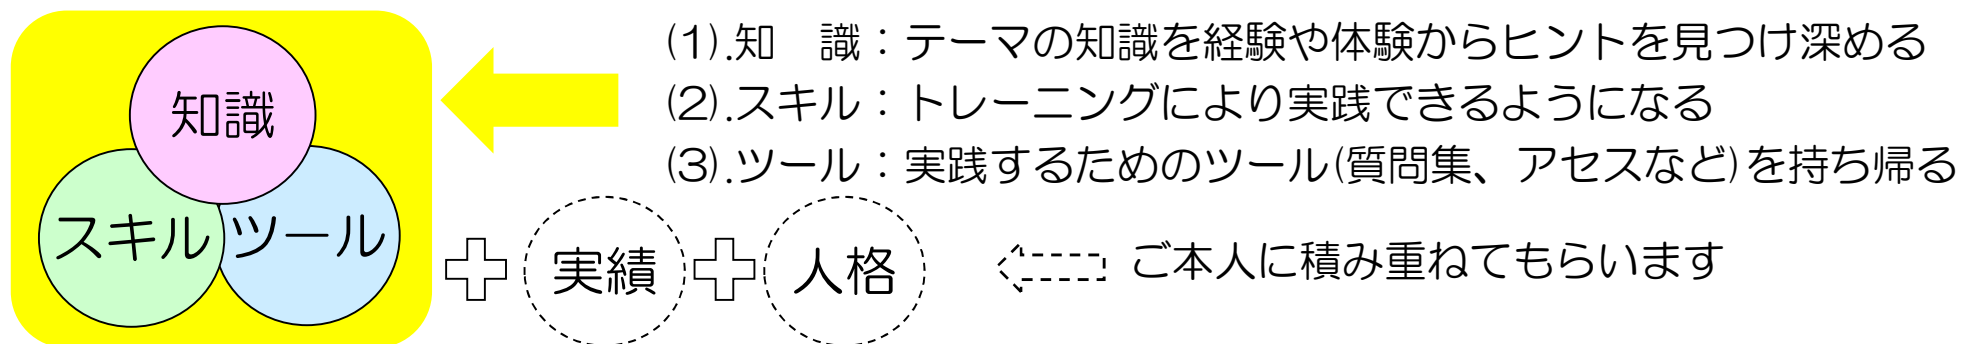 知識
スキル
ツール
(1).知　識：テーマの知識を経験や体験からヒントを見つけ深める
(2).スキル：トレーニングにより実践できるようになる
(3).ツール：実践するためのツール(質問集、アセスなど)を持ち帰る
実績
人格
ご本人に積み重ねてもらいます